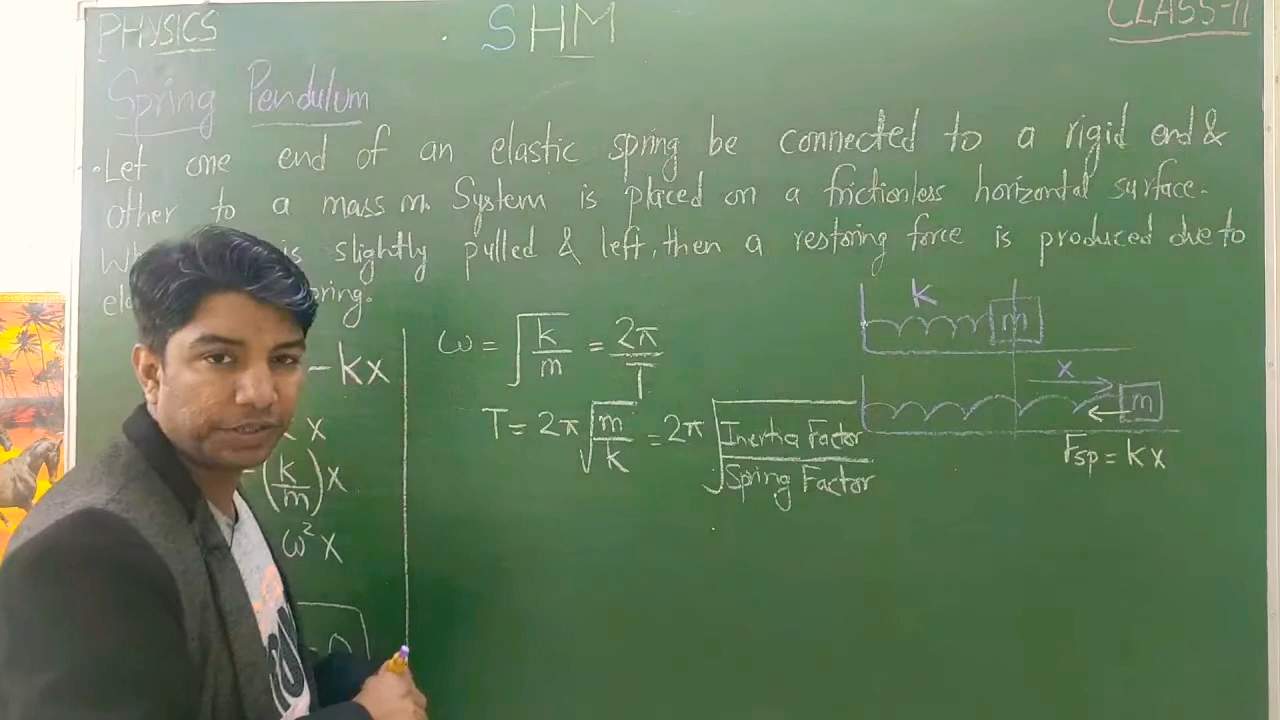 PHYSICS
SHM
CLASS-11
Spring Pendulum
• Let one end of an elastic spring be connected to a rigid end &
other to a mass m. System is placed on a frictionless horizontal surface.
is slightly pulled & left, then a restoring force is produced due to
- kx
x
(k/m)x
ω²x
ω = √(k/m) = 2π/T
T = 2π√(m/k) = 2π√(Inertia Factor/Spring Factor)
K
m
x
m
Fsp = kx